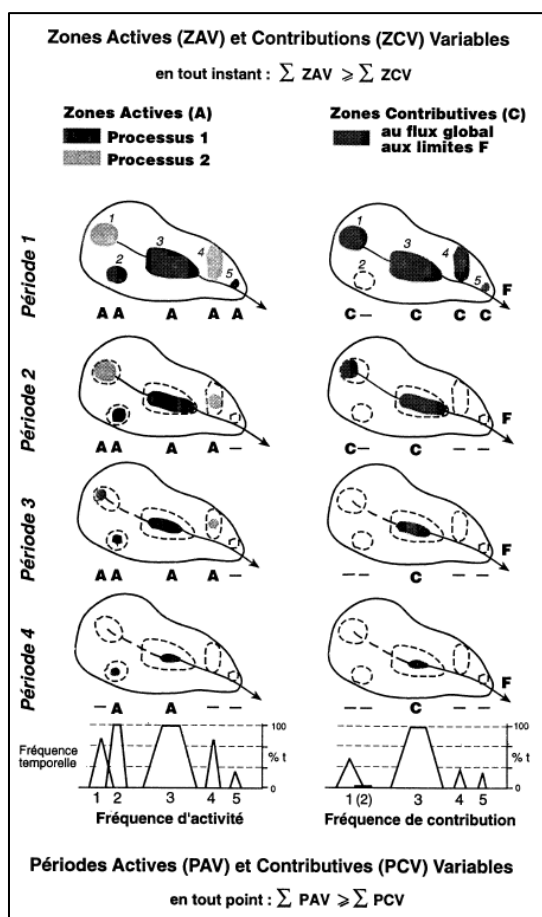 Zones Actives (ZAV) et Contributions (ZCV) Variables
en tout instant : ∑ ZAV ⩾ ∑ ZCV
Zones Actives (A)
Processus 1
Processus 2
Zones Contributives (C)
au flux global
aux limites F
Période 1
1
2
3
4
5
A A A A A
1
2
3
4
5
F
C – C C C
Période 2
A A A A –
F
C – C – –
Période 3
A A A A –
F
– – C – –
Période 4
– A A – –
F
– – C – –
Fréquence
temporelle
100
% t
0
1 2 3 4 5
Fréquence d'activité
100
% t
0
1 (2) 3 4 5
Fréquence de contribution
Périodes Actives (PAV) et Contributives (PCV) Variables
en tout point : ∑ PAV ⩾ ∑ PCV